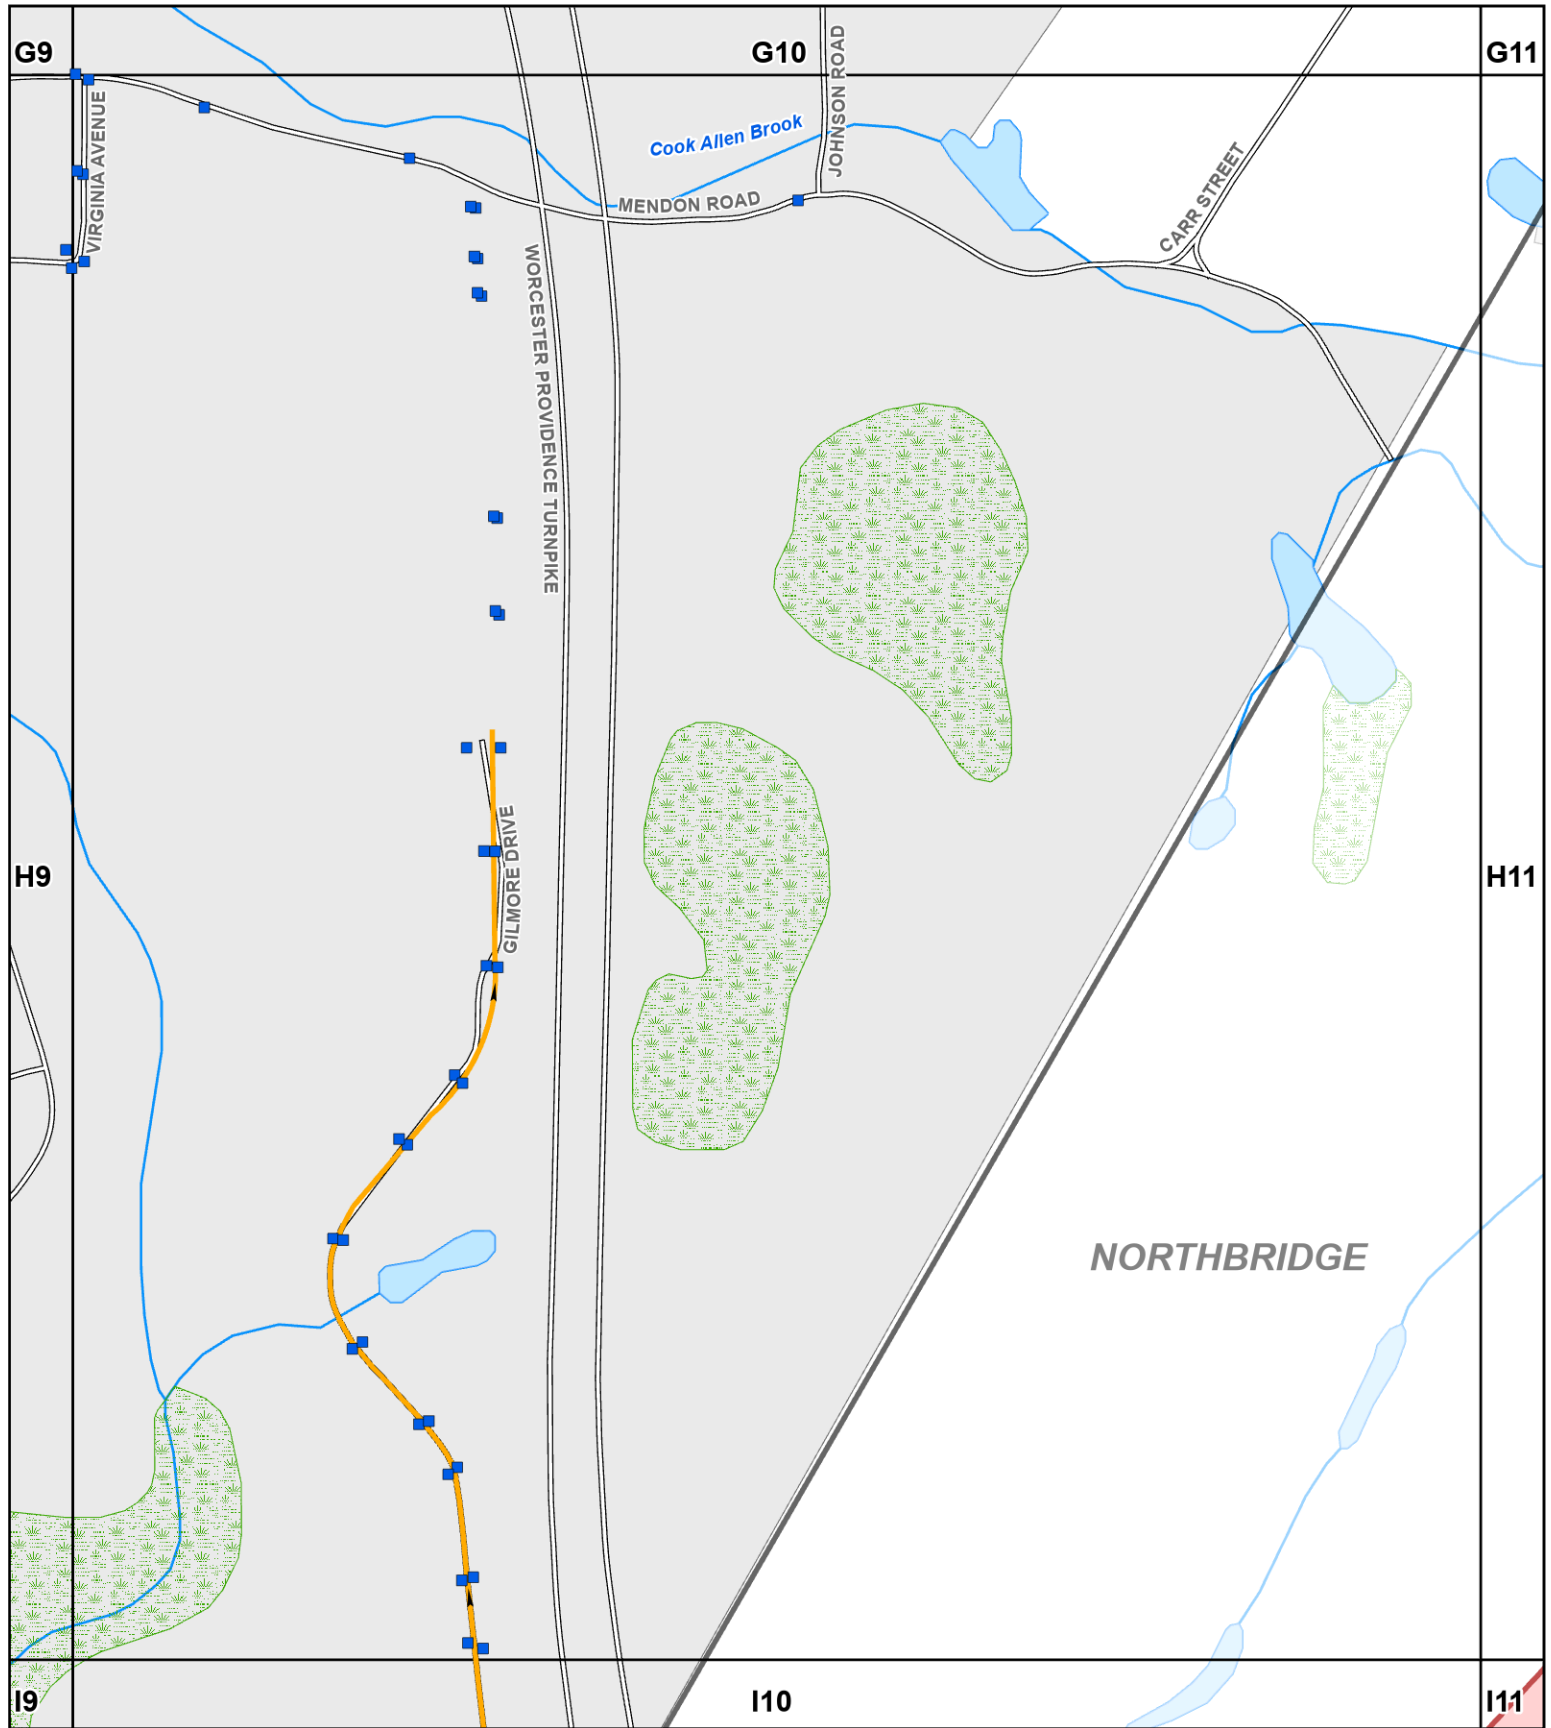 G9
G10
G11
JOHNSON ROAD
VIRGINIA AVENUE
Cook Allen Brook
CARR STREET
MENDON ROAD
WORCESTER PROVIDENCE TURNPIKE
GILMORE DRIVE
H9
H11
NORTHBRIDGE
I9
I10
I11